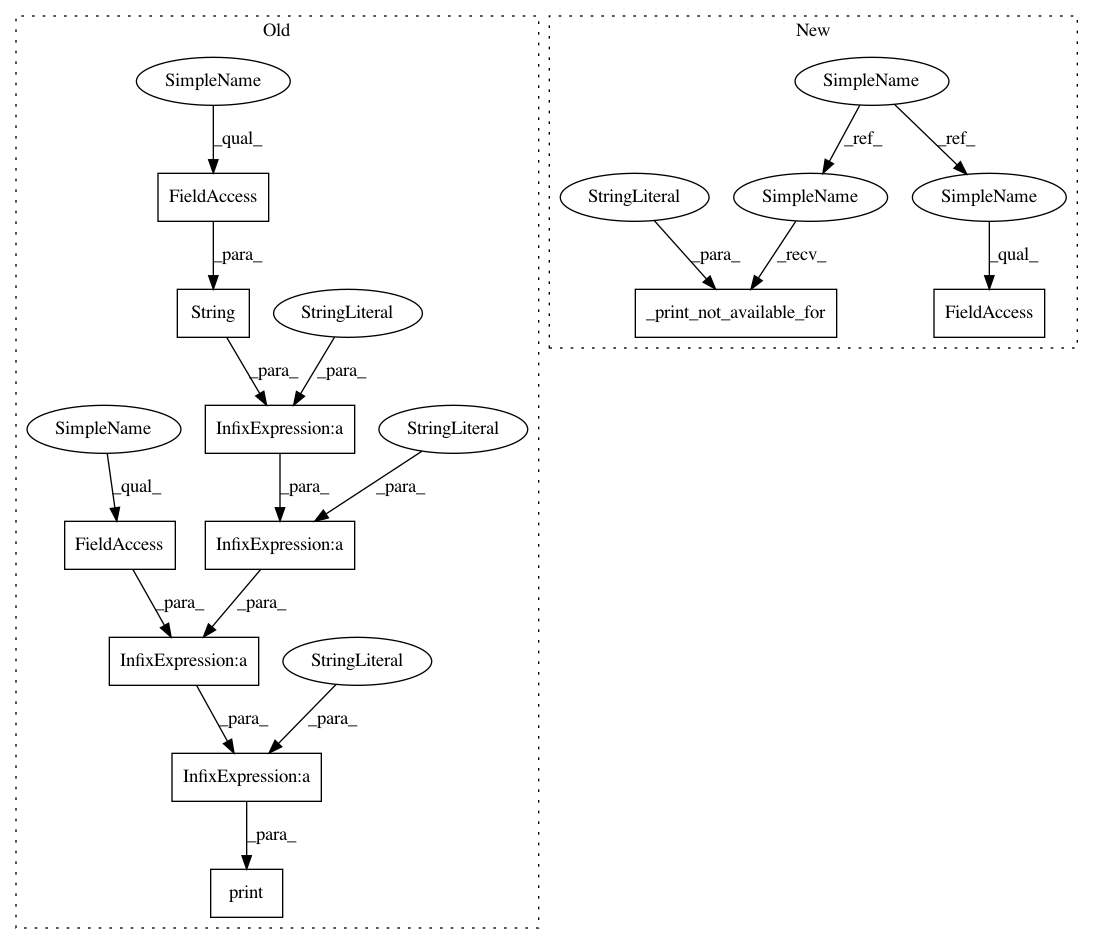 Old
New
SimpleName
SimpleName
_qual_
_ref_
_ref_
FieldAccess
StringLiteral
SimpleName
SimpleName
_para_
_para_
_recv_
_qual_
String
StringLiteral
_print_not_available_for
FieldAccess
_para_
_para_
SimpleName
InfixExpression:a
StringLiteral
_qual_
_para_
_para_
FieldAccess
InfixExpression:a
_para_
_para_
InfixExpression:a
StringLiteral
_para_
_para_
InfixExpression:a
_para_
print